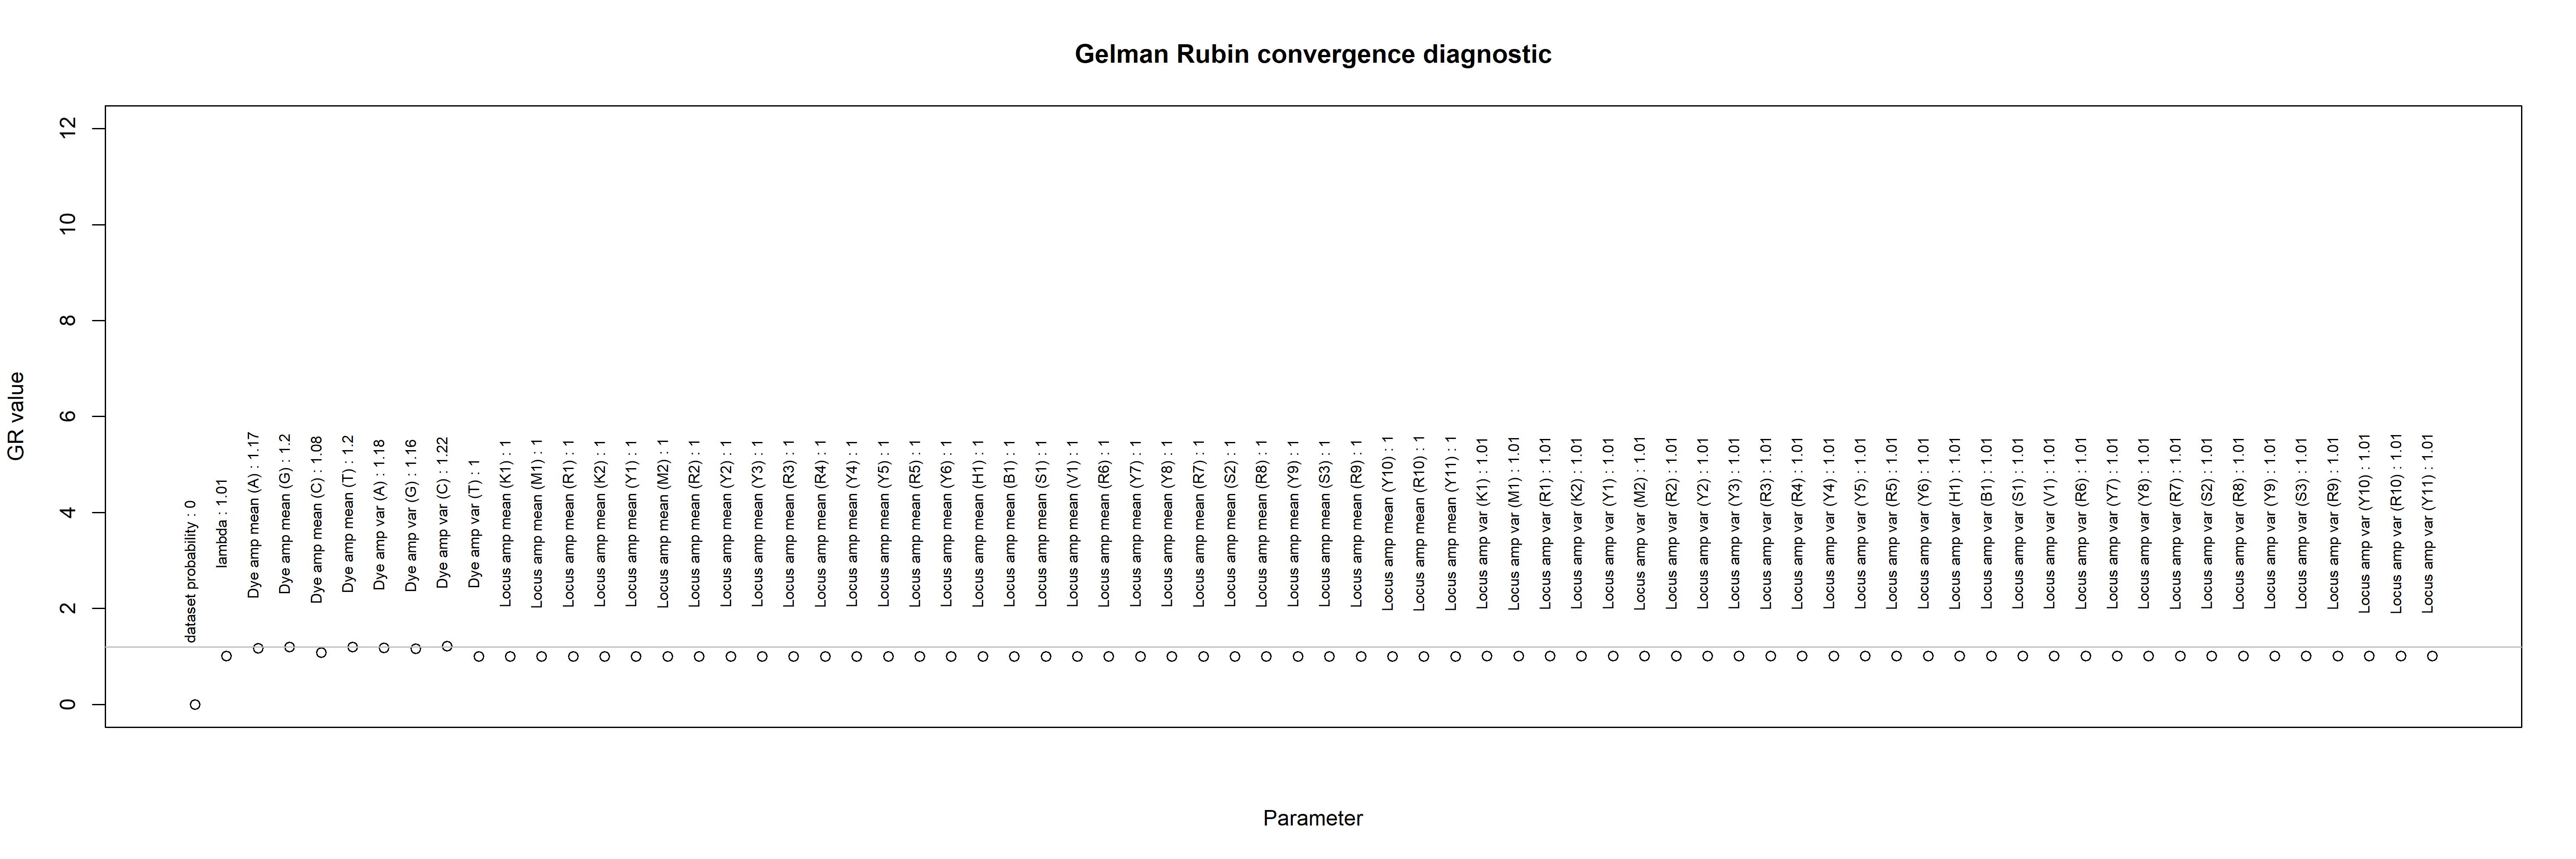 Gelman Rubin convergence diagnostic
GR value
12
10
8
6
4
2
0
dataset probability : 0
lambda : 1.01
Dye amp mean (A) : 1.17
Dye amp mean (G) : 1.2
Dye amp mean (C) : 1.08
Dye amp mean (T) : 1.2
Dye amp var (A) : 1.18
Dye amp var (G) : 1.16
Dye amp var (C) : 1.22
Dye amp var (T) : 1
Locus amp mean (K1) : 1
Locus amp mean (M1) : 1
Locus amp mean (R1) : 1
Locus amp mean (K2) : 1
Locus amp mean (Y1) : 1
Locus amp mean (M2) : 1
Locus amp mean (R2) : 1
Locus amp mean (Y2) : 1
Locus amp mean (Y3) : 1
Locus amp mean (R3) : 1
Locus amp mean (R4) : 1
Locus amp mean (Y4) : 1
Locus amp mean (Y5) : 1
Locus amp mean (R5) : 1
Locus amp mean (Y6) : 1
Locus amp mean (H1) : 1
Locus amp mean (B1) : 1
Locus amp mean (S1) : 1
Locus amp mean (V1) : 1
Locus amp mean (R6) : 1
Locus amp mean (Y7) : 1
Locus amp mean (Y8) : 1
Locus amp mean (R7) : 1
Locus amp mean (S2) : 1
Locus amp mean (R8) : 1
Locus amp mean (Y9) : 1
Locus amp mean (S3) : 1
Locus amp mean (R9) : 1
Locus amp mean (Y10) : 1
Locus amp mean (R10) : 1
Locus amp mean (Y11) : 1
Locus amp var (K1) : 1.01
Locus amp var (M1) : 1.01
Locus amp var (R1) : 1.01
Locus amp var (K2) : 1.01
Locus amp var (Y1) : 1.01
Locus amp var (M2) : 1.01
Locus amp var (R2) : 1.01
Locus amp var (Y2) : 1.01
Locus amp var (Y3) : 1.01
Locus amp var (R3) : 1.01
Locus amp var (R4) : 1.01
Locus amp var (Y4) : 1.01
Locus amp var (Y5) : 1.01
Locus amp var (R5) : 1.01
Locus amp var (Y6) : 1.01
Locus amp var (H1) : 1.01
Locus amp var (B1) : 1.01
Locus amp var (S1) : 1.01
Locus amp var (V1) : 1.01
Locus amp var (R6) : 1.01
Locus amp var (Y7) : 1.01
Locus amp var (Y8) : 1.01
Locus amp var (R7) : 1.01
Locus amp var (S2) : 1.01
Locus amp var (R8) : 1.01
Locus amp var (Y9) : 1.01
Locus amp var (S3) : 1.01
Locus amp var (R9) : 1.01
Locus amp var (Y10) : 1.01
Locus amp var (R10) : 1.01
Locus amp var (Y11) : 1.01
Parameter